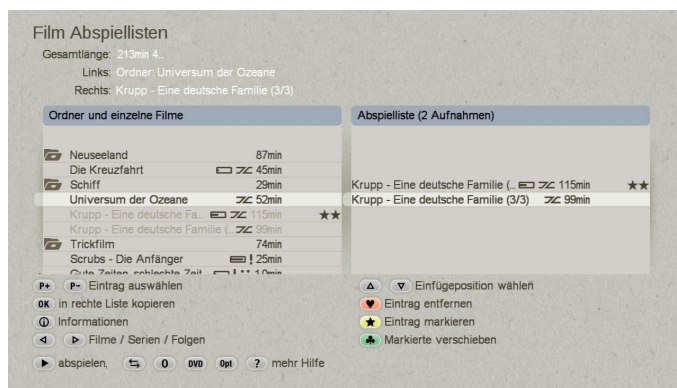 Film Abspiellisten
Gesamtlänge: 213min 4..
Links: Ordner: Universum der Ozeane
Rechts: Krupp - Eine deutsche Familie (3/3)
Ordner und einzelne Filme
Neuseeland 87min
Die Kreuzfahrt 45min
Schiff 29min
Universum der Ozeane 52min
Krupp - Eine deutsche Fa... 115min
Krupp - Eine deutsche Familie (... 99min
Trickfilm 74min
Scrubs - Die Anfänger ! 25min
Gute Zeiten, schlechte Zeit
Abspielliste (2 Aufnahmen)
Krupp - Eine deutsche Familie (... 115min
Krupp - Eine deutsche Familie (3/3) 99min
P+ P- Eintrag auswählen
OK in rechte Liste kopieren
Informationen
Filme / Serien / Folgen
abspielen, 0 DVD Opt ? mehr Hilfe
Einfügeposition wählen
Eintrag entfernen
Eintrag markieren
Markierte verschieben